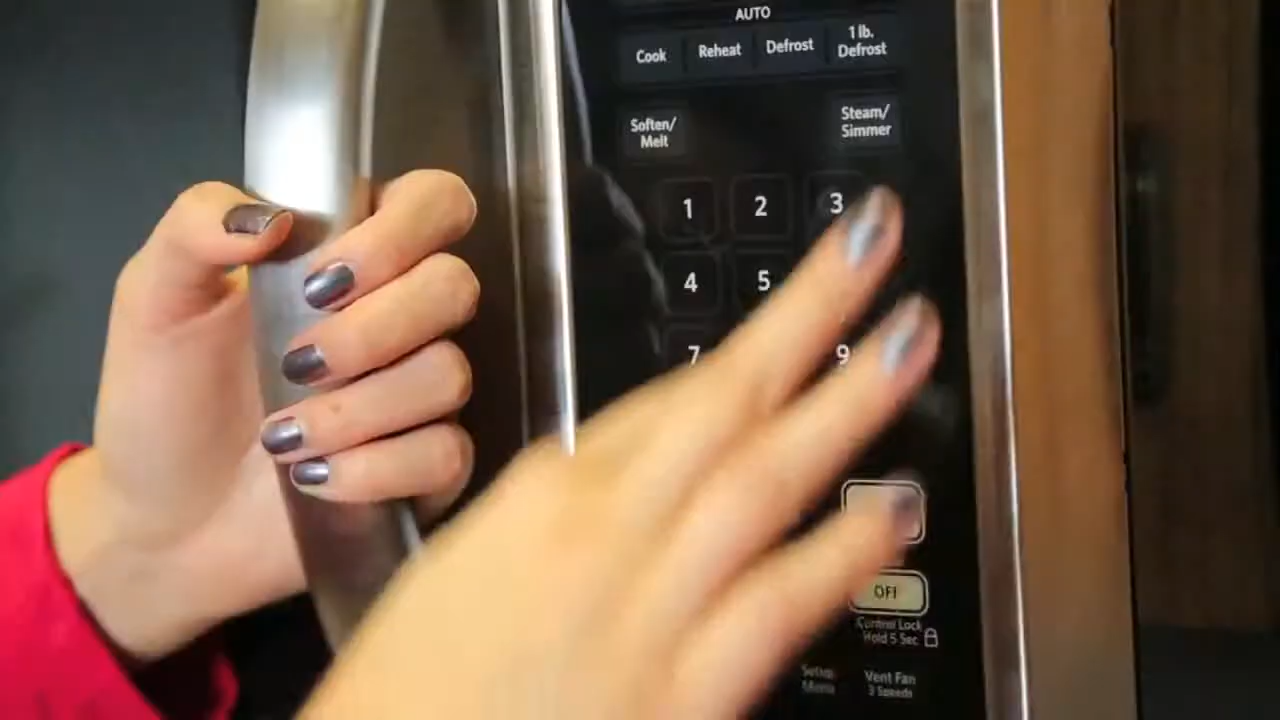 AUTO
Cook Reheat Defrost 1 lb. Defrost
Soften/ Steam/
Melt Simmer
1 2 3
4 5
7 9
OFF
Control Lock
Hold 5 Sec
Setup Vent Fan
Menu 3 Speeds